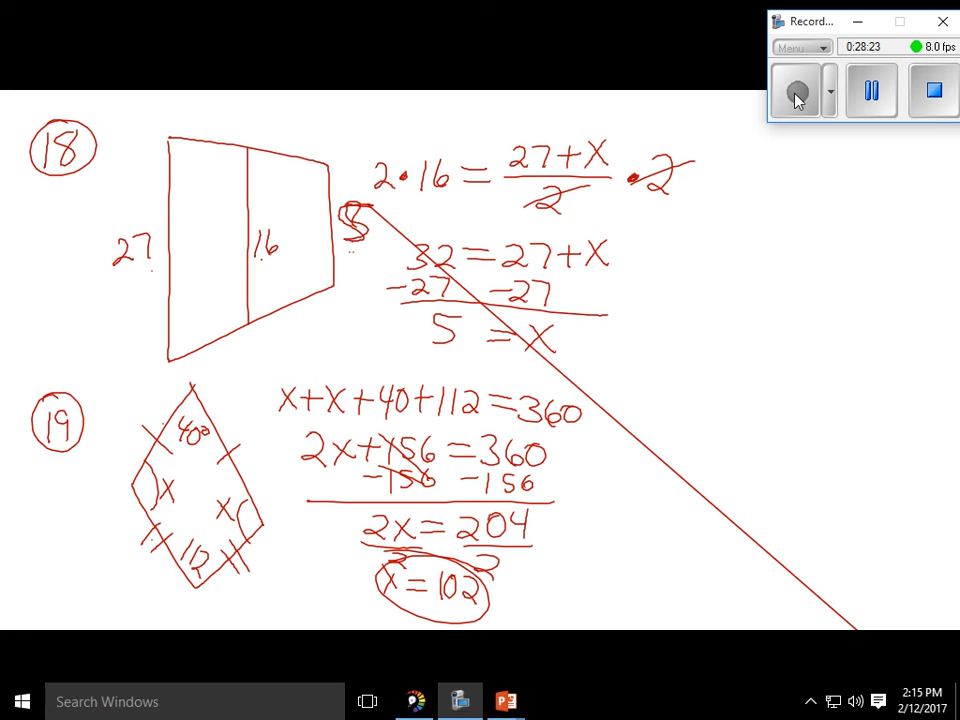 Record...
Menu
0:28:23
8.0 fps
18
27
16
5
2 • 16 = (27+X)/2 • 2
32 = 27+X
-27 -27
5 = X
19
40°
X
X
112
X+X+40+112=360
2X+156=360
-156 -156
2X=204
2 2
X=102
Search Windows
2:15 PM
2/12/2017